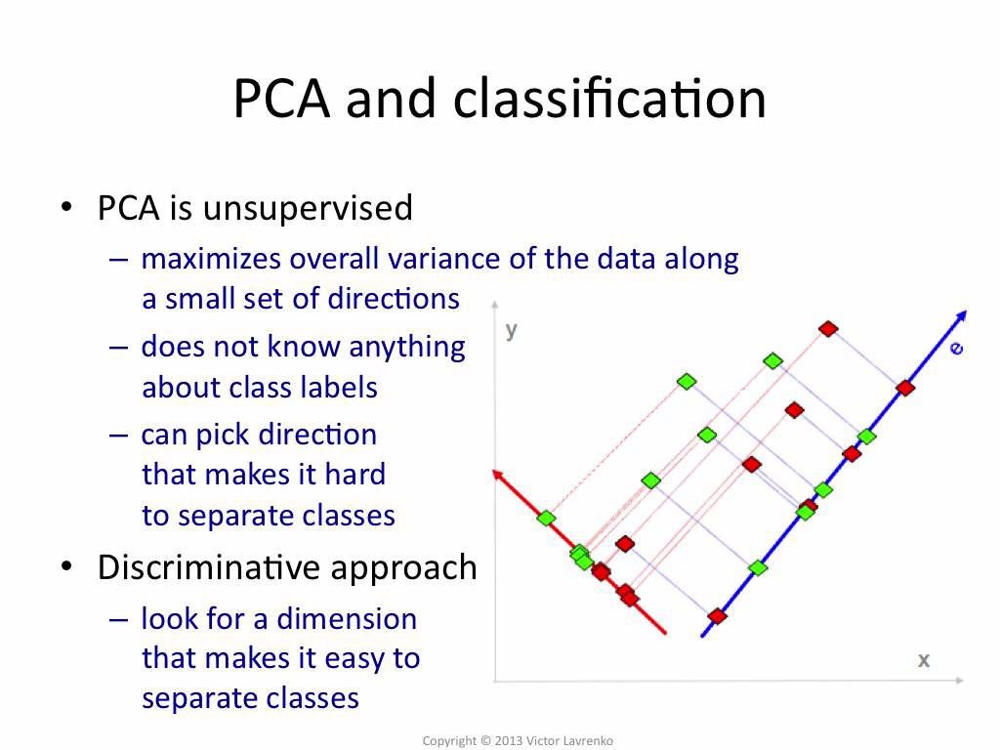 PCA and classification
• PCA is unsupervised
– maximizes overall variance of the data along
a small set of directions
– does not know anything
about class labels
– can pick direction
that makes it hard
to separate classes
• Discriminative approach
– look for a dimension
that makes it easy to
separate classes
y
e
x
Copyright © 2013 Victor Lavrenko